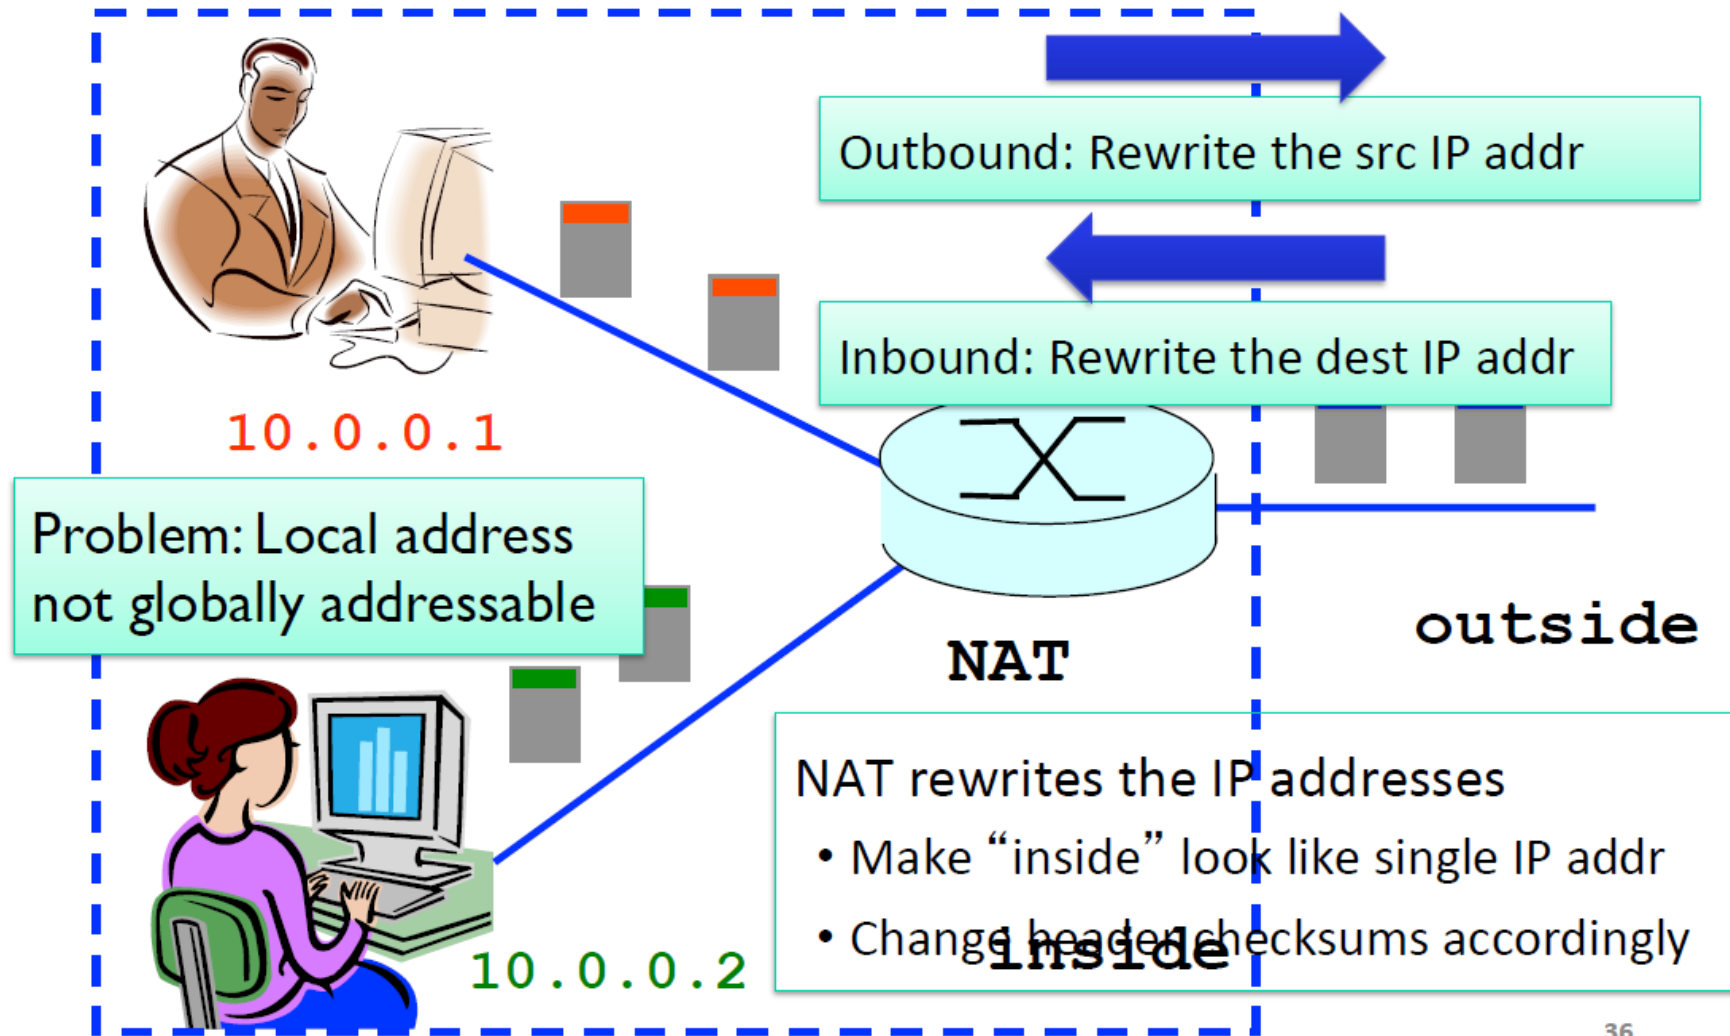 Outbound: Rewrite the src IP addr
Inbound: Rewrite the dest IP addr
10.0.0.1
Problem: Local address
not globally addressable
NAT
outside
NAT rewrites the IP addresses
• Make “inside” look like single IP addr
• Change header checksums accordingly
inside
10.0.0.2
36